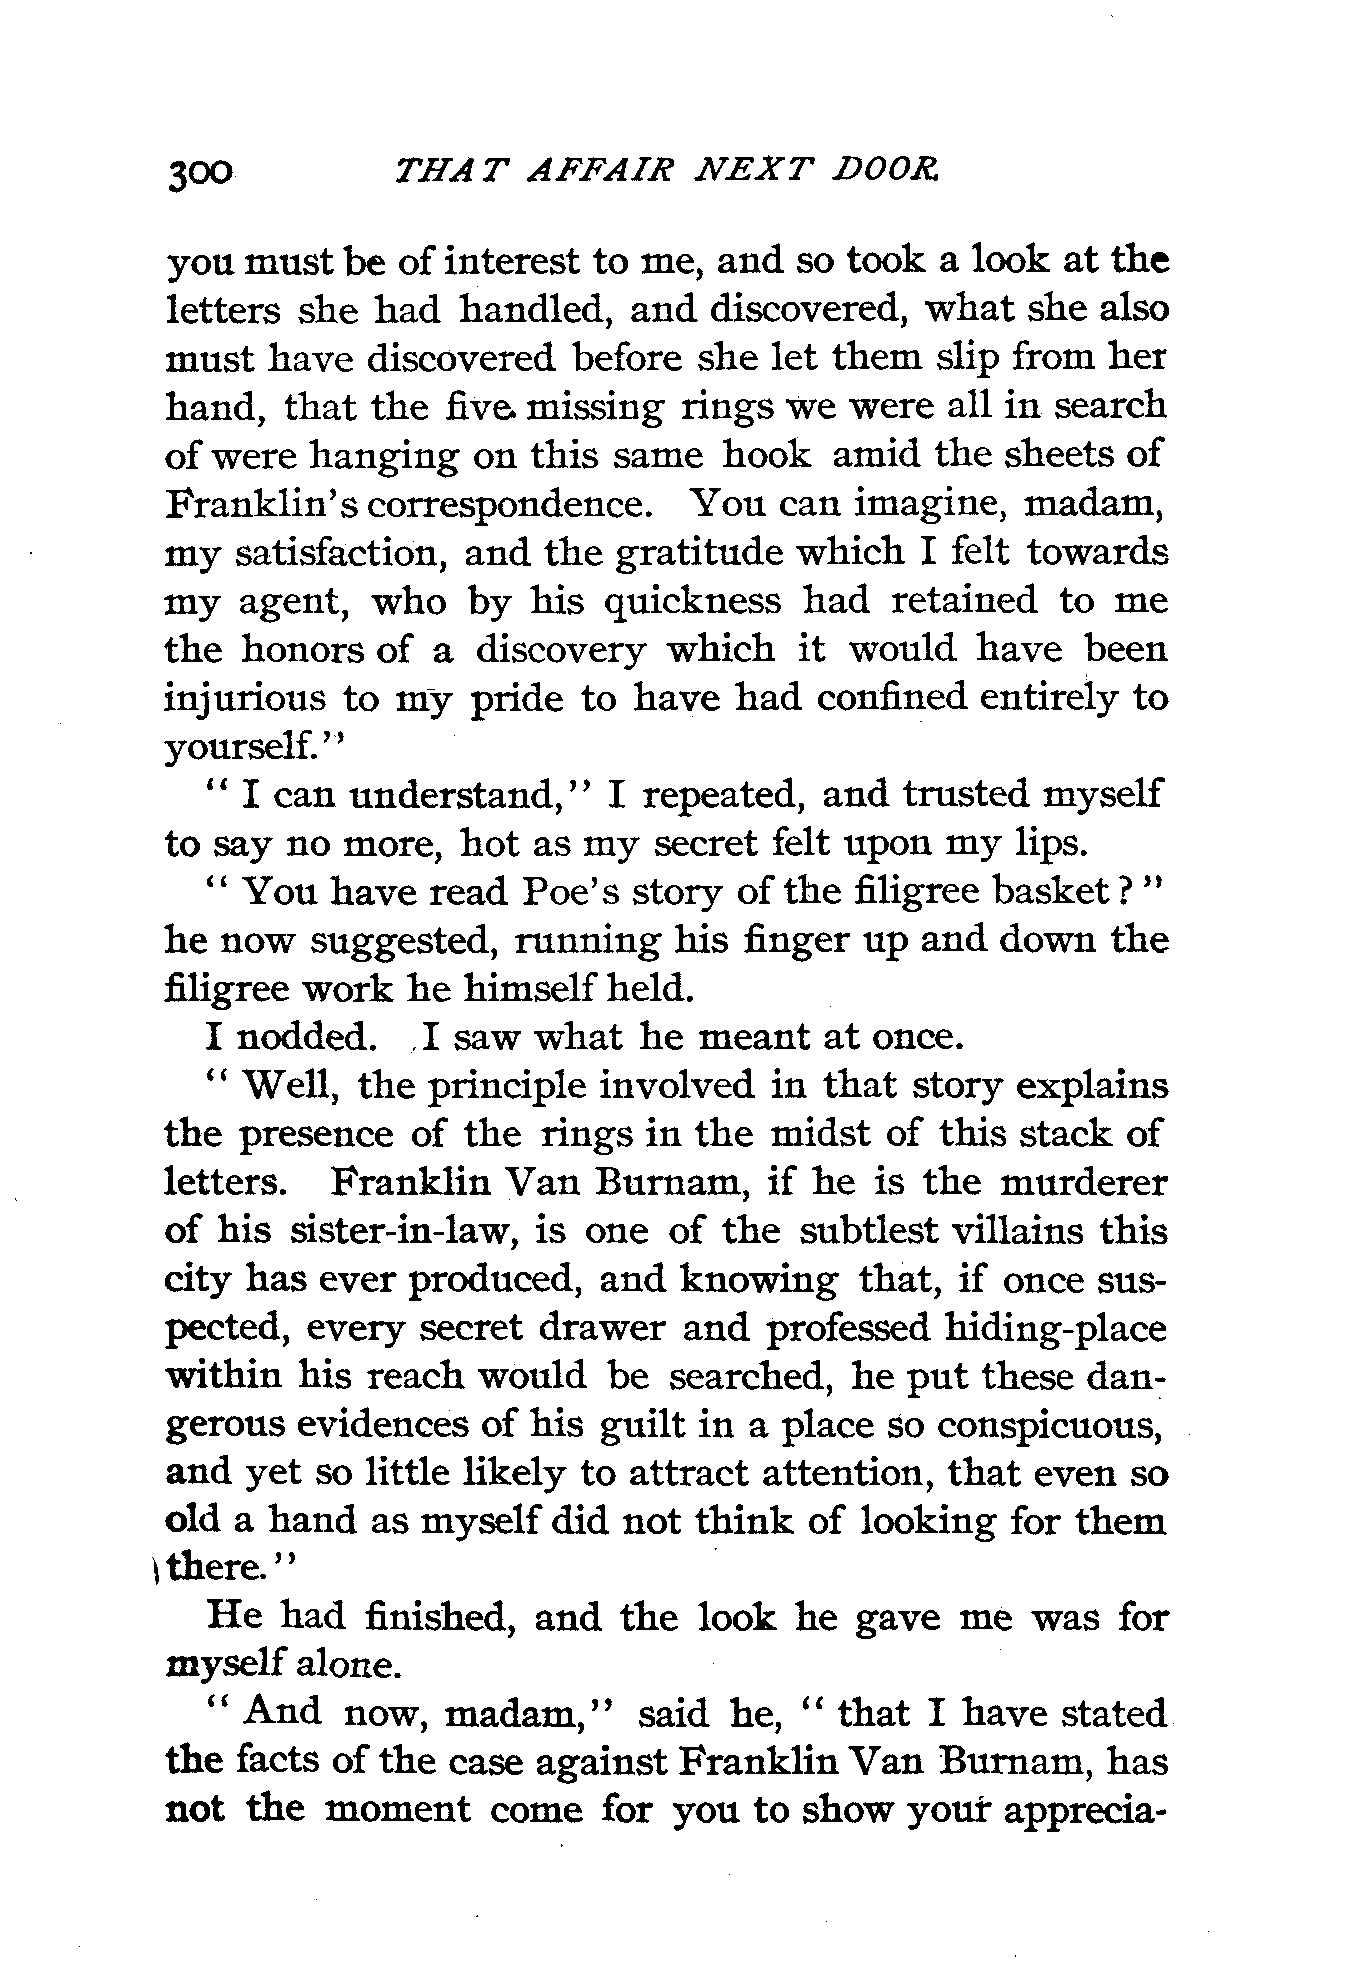 300 THAT AFFAIR NEXT DOOR.
you must be of interest to me, and so took a look at the
letters she had handled, and discovered, what she also
must have discovered before she let them slip from her
hand, that the five missing rings we were all in search
of were hanging on this same hook amid the sheets of
Franklin's correspondence. You can imagine, madam,
my satisfaction, and the gratitude which I felt towards
my agent, who by his quickness had retained to me
the honors of a discovery which it would have been
injurious to my pride to have had confined entirely to
yourself."
" I can understand," I repeated, and trusted myself
to say no more, hot as my secret felt upon my lips.
" You have read Poe's story of the filigree basket ? "
he now suggested, running his finger up and down the
filigree work he himself held.
I nodded. I saw what he meant at once.
" Well, the principle involved in that story explains
the presence of the rings in the midst of this stack of
letters. Franklin Van Burnam, if he is the murderer
of his sister-in-law, is one of the subtlest villains this
city has ever produced, and knowing that, if once sus-
pected, every secret drawer and professed hiding-place
within his reach would be searched, he put these dan-
gerous evidences of his guilt in a place so conspicuous,
and yet so little likely to attract attention, that even so
old a hand as myself did not think of looking for them
there."
He had finished, and the look he gave me was for
myself alone.
" And now, madam," said he, " that I have stated
the facts of the case against Franklin Van Burnam, has
not the moment come for you to show your apprecia-